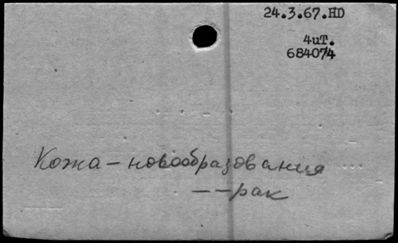 24.3.67.HD
4uT.
684074
Кожа – новообразования
– – рак